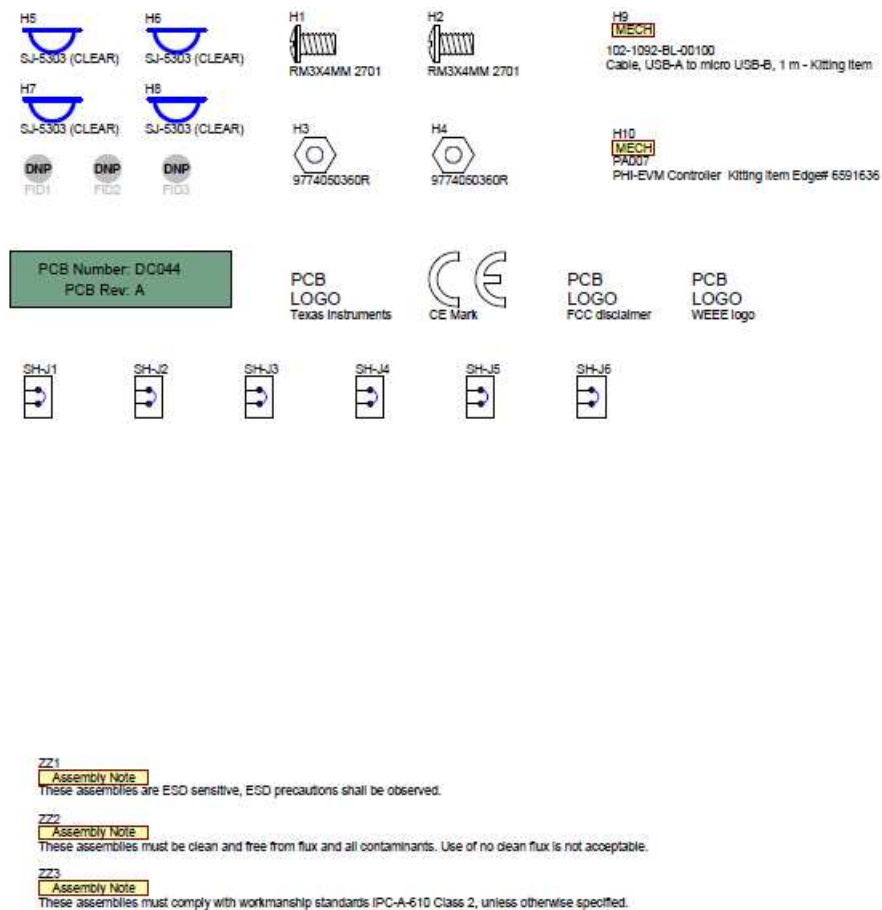 H5
SJ-5303 (CLEAR)
H6
SJ-5303 (CLEAR)
H1
RM3X4MM 2701
H2
RM3X4MM 2701
H9
MECH
102-1092-BL-00100
Cable, USB-A to micro USB-B, 1 m - Kitting Item
H7
SJ-5303 (CLEAR)
H8
SJ-5303 (CLEAR)
H3
9774050360R
H4
9774050360R
H10
MECH
PA007
PHI-EVM Controller Kitting Item Edge# 6591636
DNP
FID1
DNP
FID2
DNP
FID3
PCB Number: DC044
PCB Rev: A
PCB
LOGO
Texas Instruments
CE
CE Mark
PCB
LOGO
FCC disclaimer
PCB
LOGO
WEEE logo
SH-J1
SH-J2
SH-J3
SH-J4
SH-J5
SH-J6
ZZ1
Assembly Note
These assemblies are ESD sensitive, ESD precautions shall be observed.
ZZ2
Assembly Note
These assemblies must be clean and free from flux and all contaminants. Use of no clean flux is not acceptable.
ZZ3
Assembly Note
These assemblies must comply with workmanship standards IPC-A-610 Class 2, unless otherwise specified.